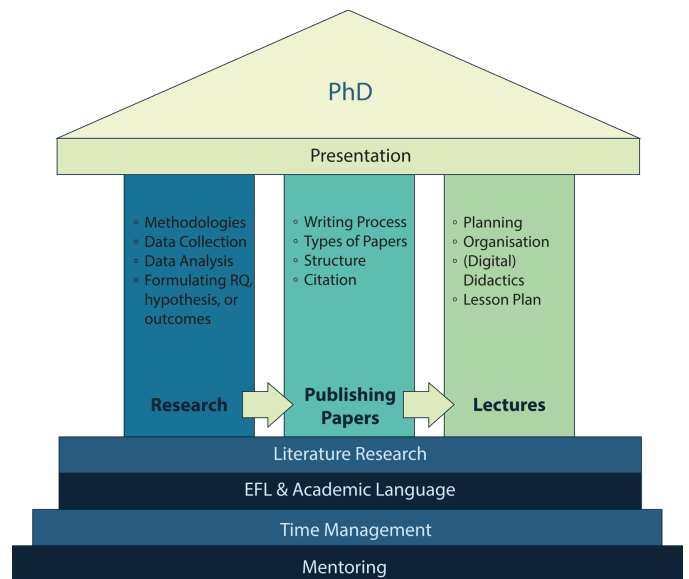 PhD
Presentation
◦ Methodologies
◦ Data Collection
◦ Data Analysis
◦ Formulating RQ,
hypothesis, or
outcomes
Research
◦ Writing Process
◦ Types of Papers
◦ Structure
◦ Citation
Publishing
Papers
◦ Planning
◦ Organisation
◦ (Digital)
Didactics
◦ Lesson Plan
Lectures
Literature Research
EFL & Academic Language
Time Management
Mentoring